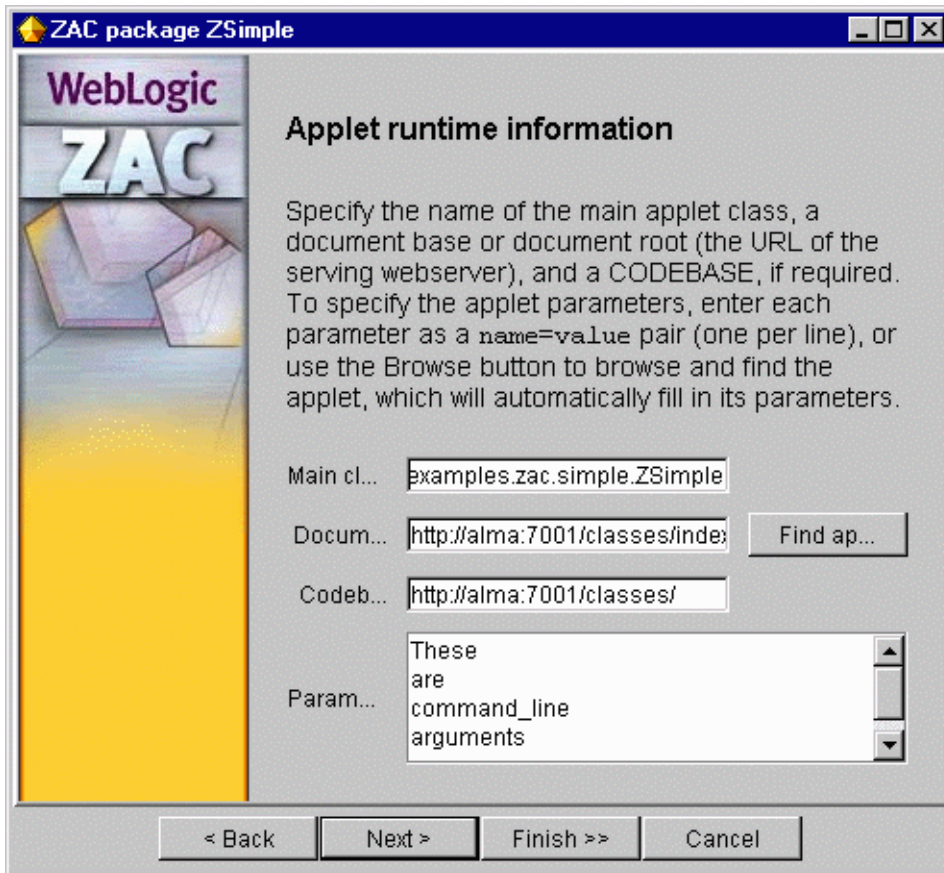 ZAC package ZSimple
WebLogic
ZAC
Applet runtime information
Specify the name of the main applet class, a
document base or document root (the URL of the
serving webserver), and a CODEBASE, if required.
To specify the applet parameters, enter each
parameter as a name=value pair (one per line), or
use the Browse button to browse and find the
applet, which will automatically fill in its parameters.
Main cl... examples.zac.simple.ZSimple
Docum... http://alma:7001/classes/index Find ap...
Codeb... http://alma:7001/classes/
Param...
These
are
command_line
arguments
< Back Next > Finish >> Cancel